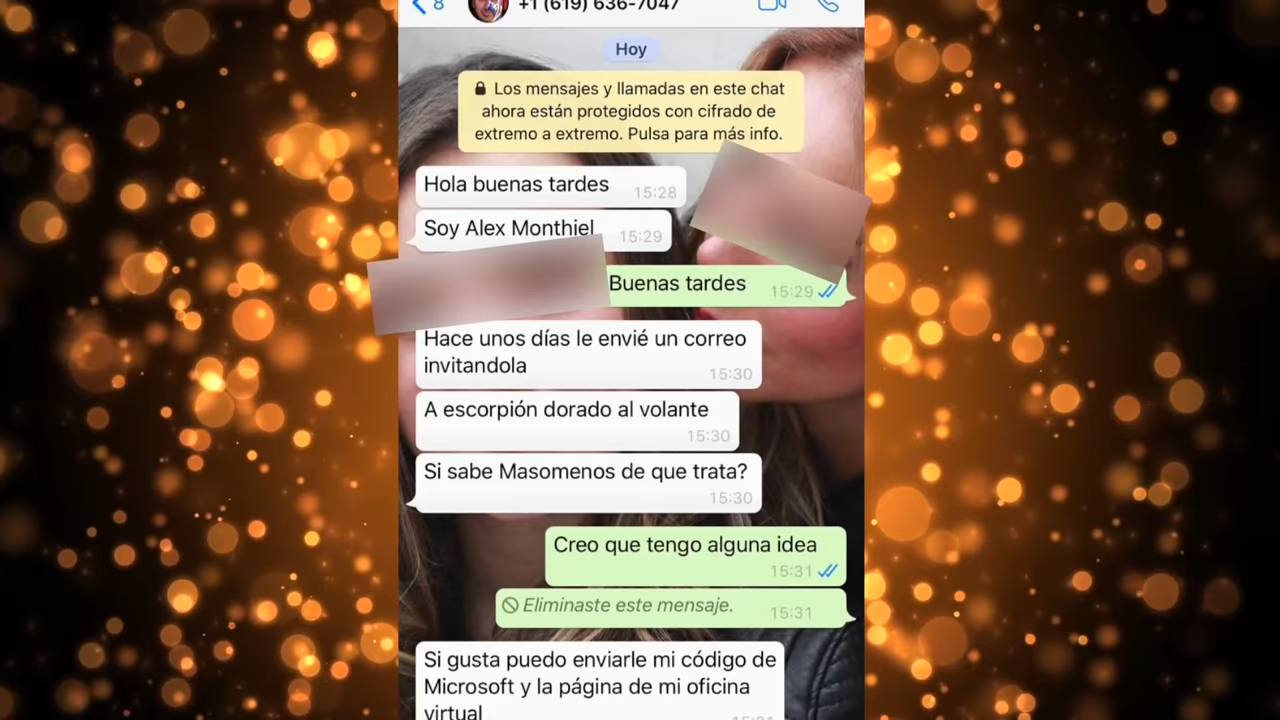 8 +1 (619) 636-7047
Hoy
Los mensajes y llamadas en este chat
ahora están protegidos con cifrado de
extremo a extremo. Pulsa para más info.
Hola buenas tardes 15:28
Soy Alex Monthiel 15:29
Buenas tardes 15:29
Hace unos días le envié un correo
invitandola 15:30
A escorpión dorado al volante
15:30
Si sabe Masomenos de que trata?
15:30
Creo que tengo alguna idea
15:31
Eliminaste este mensaje. 15:31
Si gusta puedo enviarle mi código de
Microsoft y la página de mi oficina
virtual 15:31